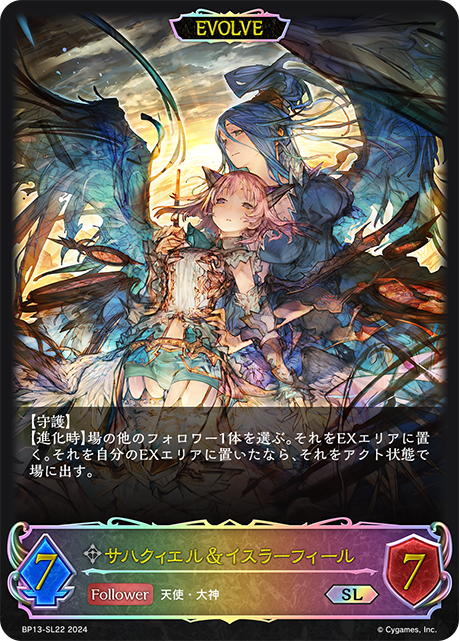 EVOLVE
【守護】
【進化時】場の他のフォロワー1体を選ぶ。それをEXエリアに置
く。それを自分のEXエリアに置いたなら、それをアクト状態で
場に出す。
サハクィエル＆イスラーフィール
7
7
Follower 天使・大神 SL
BP13-SL22 2024 © Cygames, Inc.